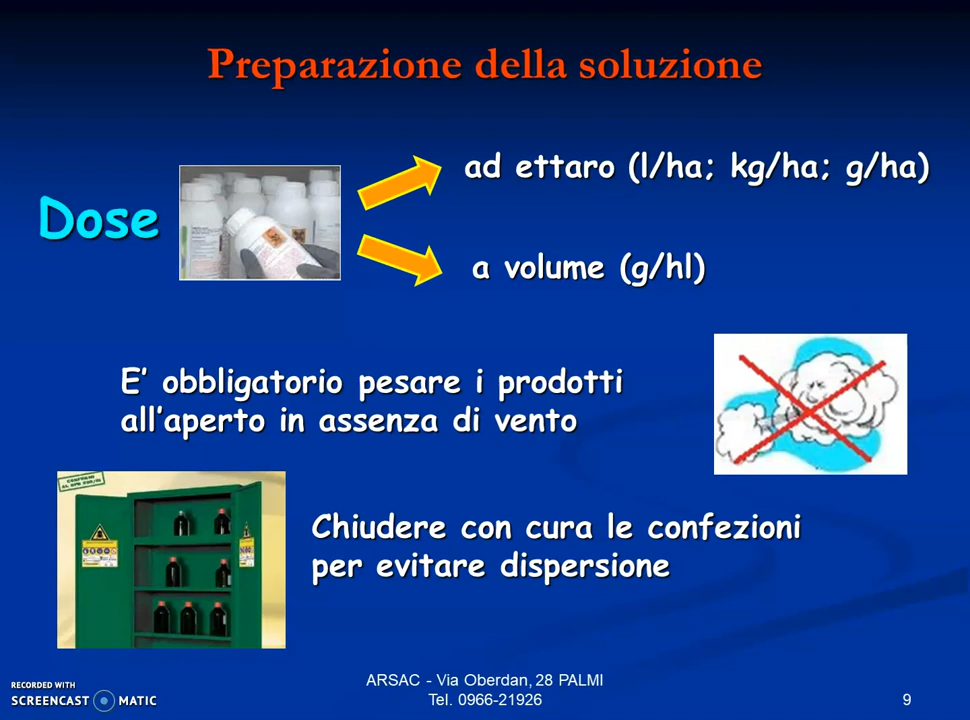 Preparazione della soluzione
Dose
ad ettaro (l/ha; kg/ha; g/ha)
a volume (g/hl)
E’ obbligatorio pesare i prodotti
all’aperto in assenza di vento
Chiudere con cura le confezioni
per evitare dispersione
ARSAC - Via Oberdan, 28 PALMI
Tel. 0966-21926
9
RECORDED WITH
SCREENCAST MATIC